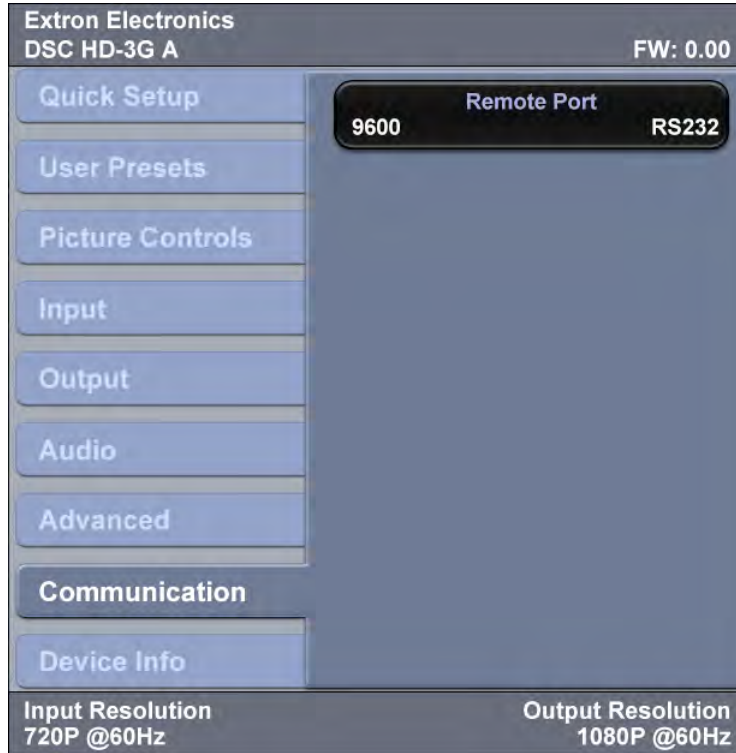 Extron Electronics
DSC HD-3G A
FW: 0.00
Quick Setup
User Presets
Picture Controls
Input
Output
Audio
Advanced
Communication
Device Info
Remote Port
9600
RS232
Input Resolution
720P @60Hz
Output Resolution
1080P @60Hz